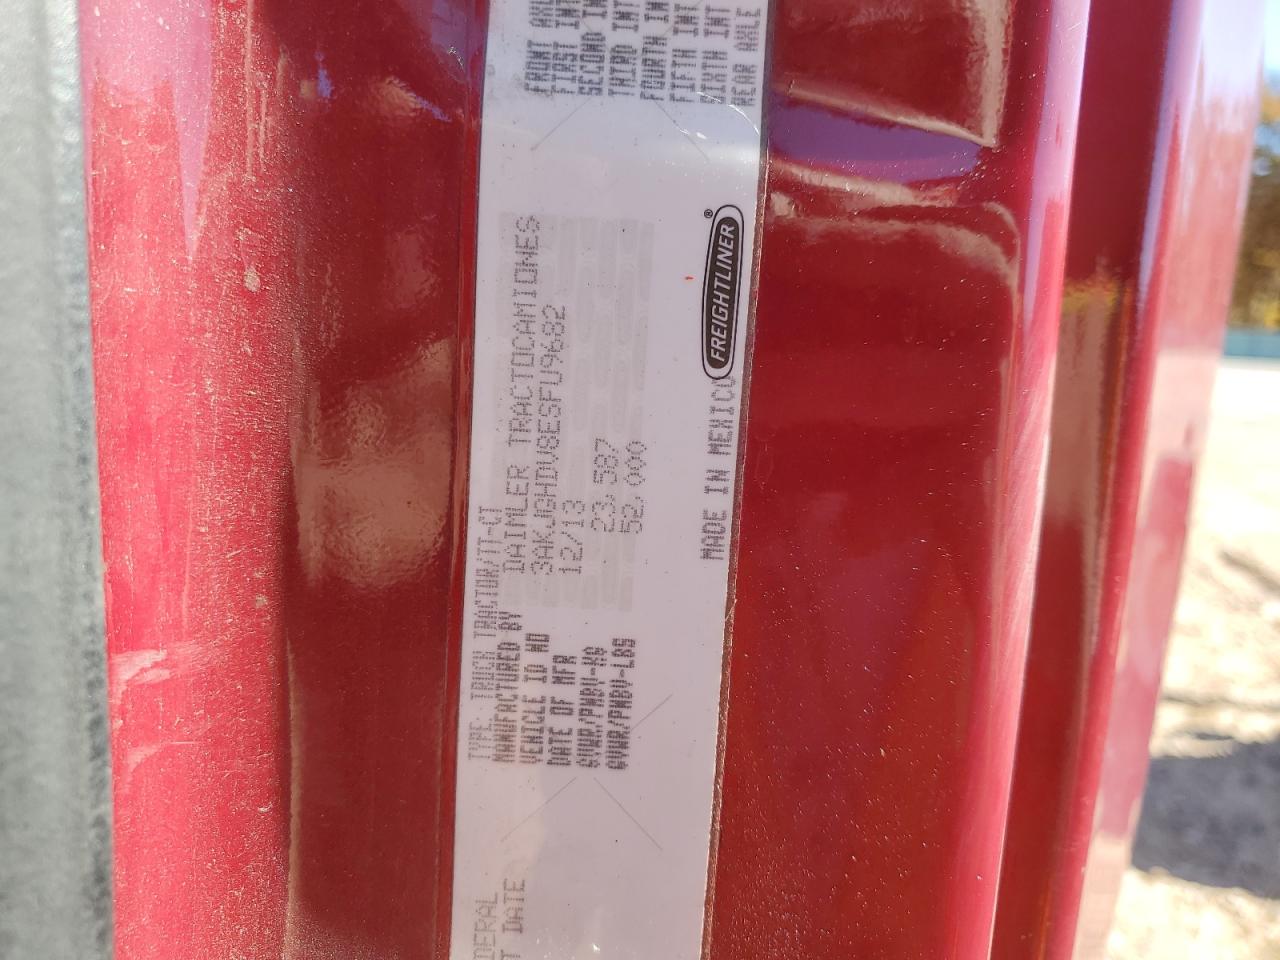 TYPE: TRUCK TRACTOR/TT-CT
MANUFACTURED BY DAIMLER TRACTOCAMIONES
VEHICLE ID NO 3AKJGHDV8ESFU9682
DATE OF MFR 12/13
GVWR/PNBV-KG 23,587
GVWR/PNBV-LBS 52,000
MADE IN MEXICO
FREIGHTLINER®
FRONT AXLE
FIRST INT
SECOND INT
THIRD INT
FOURTH INT
FIFTH INT
SIXTH INT
REAR AXLE
DERAL
T DATE